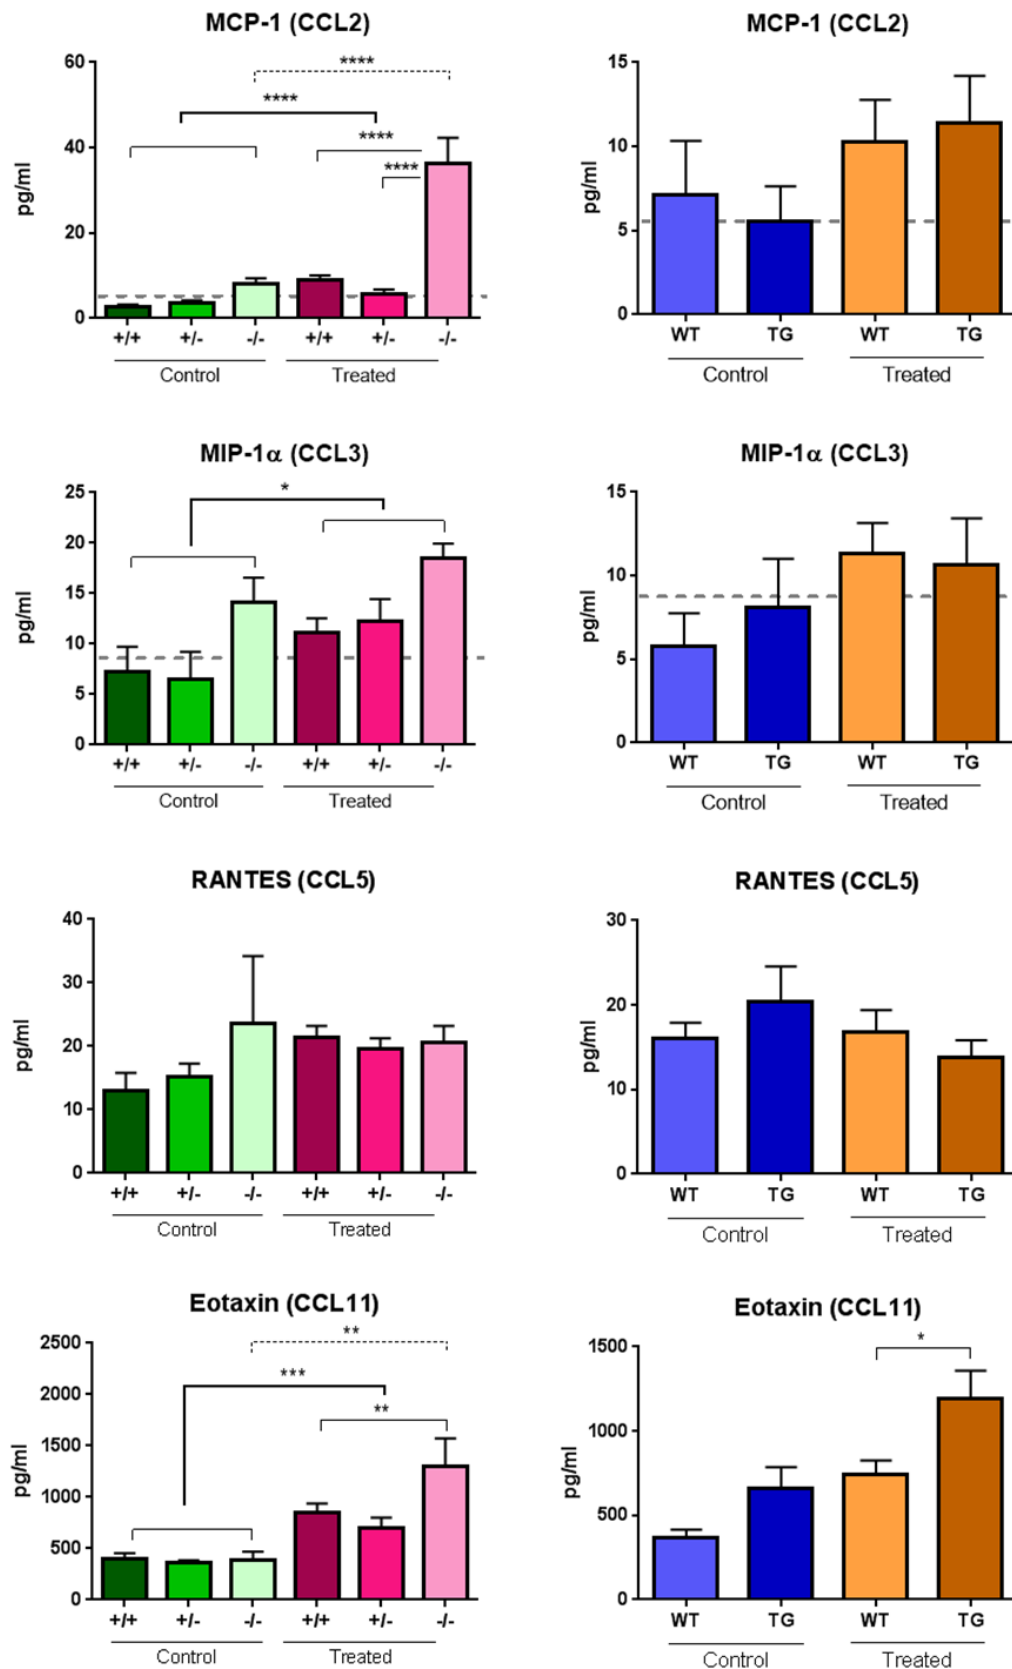 MCP-1 (CCL2)
60
40
20
0
pg/ml
****
****
****
****
+/+ +/- -/- +/+ +/- -/-
Control Treated
MCP-1 (CCL2)
15
10
5
0
pg/ml
WT TG WT TG
Control Treated
MIP-1α (CCL3)
25
20
15
10
5
0
pg/ml
*
+/+ +/- -/- +/+ +/- -/-
Control Treated
MIP-1α (CCL3)
15
10
5
0
pg/ml
WT TG WT TG
Control Treated
RANTES (CCL5)
40
30
20
10
0
pg/ml
+/+ +/- -/- +/+ +/- -/-
Control Treated
RANTES (CCL5)
30
20
10
0
pg/ml
WT TG WT TG
Control Treated
Eotaxin (CCL11)
2500
2000
1500
1000
500
0
pg/ml
**
***
**
+/+ +/- -/- +/+ +/- -/-
Control Treated
Eotaxin (CCL11)
1500
1000
500
0
pg/ml
*
WT TG WT TG
Control Treated